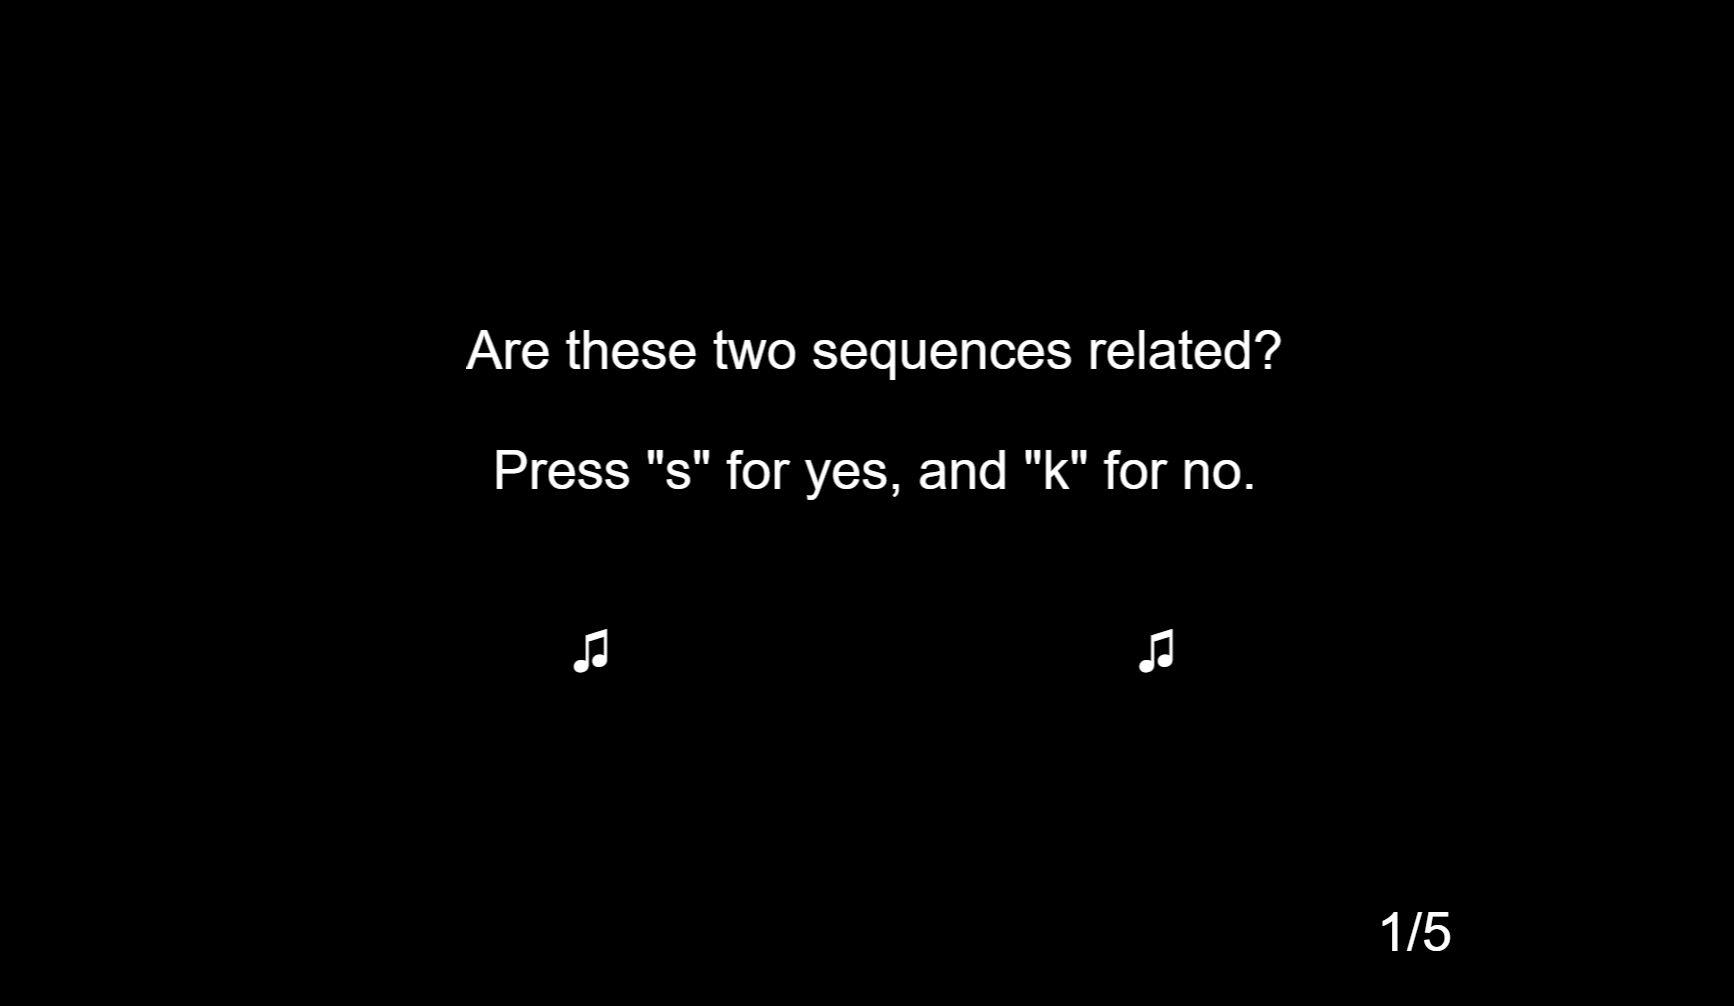 Are these two sequences related?
Press "s" for yes, and "k" for no.
♫ ♫
1/5